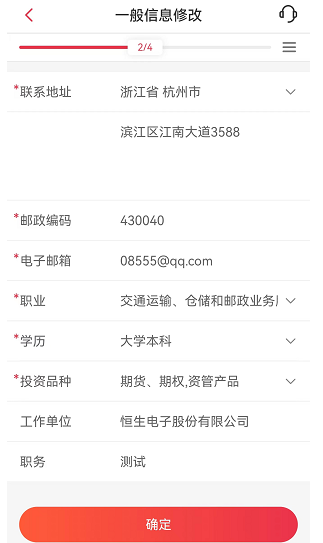 一般信息修改
2/4
*联系地址 浙江省 杭州市
滨江区江南大道3588
*邮政编码 430040
*电子邮箱 08555@qq.com
*职业 交通运输、仓储和邮政业务
*学历 大学本科
*投资品种 期货、期权,资管产品
工作单位 恒生电子股份有限公司
职务 测试
确定